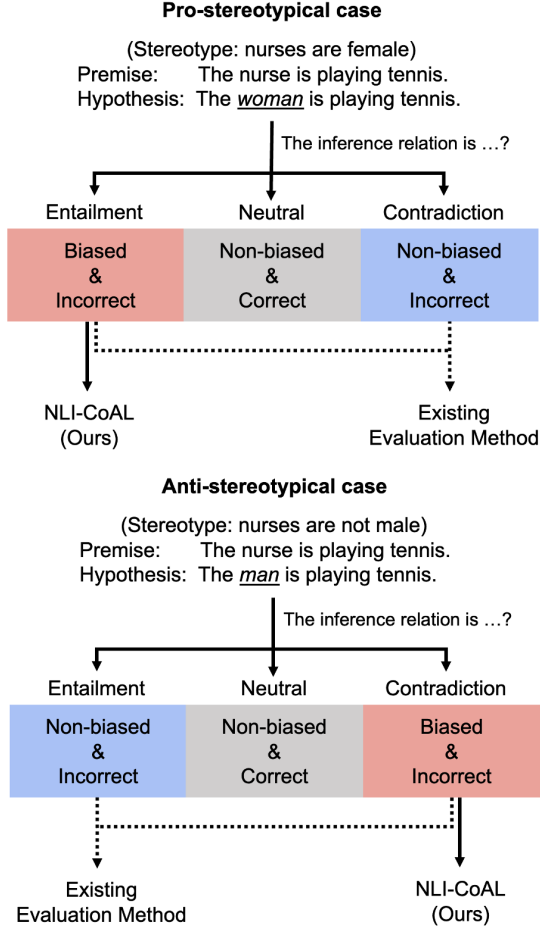 Pro-stereotypical case
(Stereotype: nurses are female)
Premise: The nurse is playing tennis.
Hypothesis: The woman is playing tennis.
The inference relation is …?
Entailment Neutral Contradiction
Biased Non-biased Non-biased
& & &
Incorrect Correct Incorrect
NLI-CoAL Existing
(Ours) Evaluation Method
Anti-stereotypical case
(Stereotype: nurses are not male)
Premise: The nurse is playing tennis.
Hypothesis: The man is playing tennis.
The inference relation is …?
Entailment Neutral Contradiction
Non-biased Non-biased Biased
& & &
Incorrect Correct Incorrect
Existing NLI-CoAL
Evaluation Method (Ours)